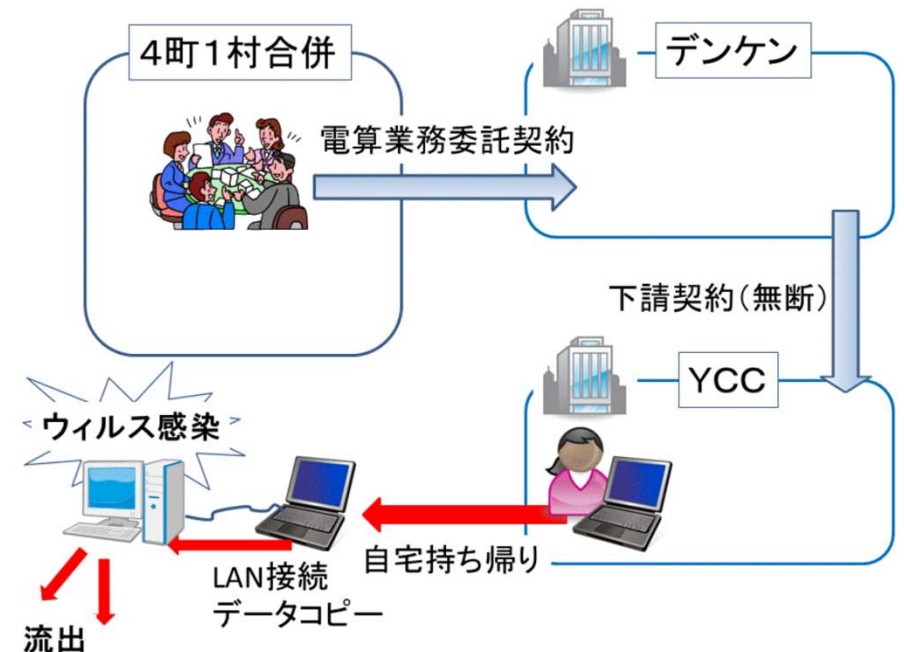 4町1村合併
デンケン
電算業務委託契約
下請契約(無断)
YCC
ウィルス感染
自宅持ち帰り
LAN接続
データコピー
流出